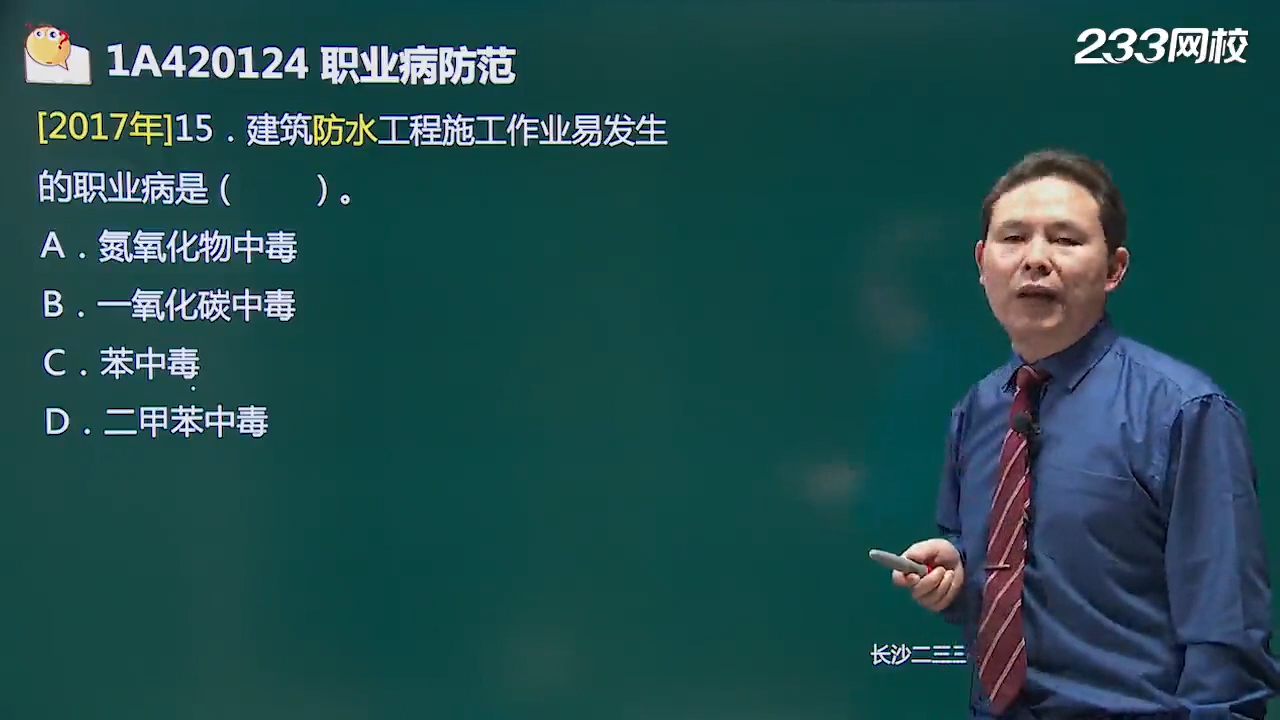 1A420124 职业病防范
233网校
[2017年]15．建筑防水工程施工作业易发生
的职业病是（　　）。
A．氮氧化物中毒
B．一氧化碳中毒
C．苯中毒
D．二甲苯中毒
长沙二三三